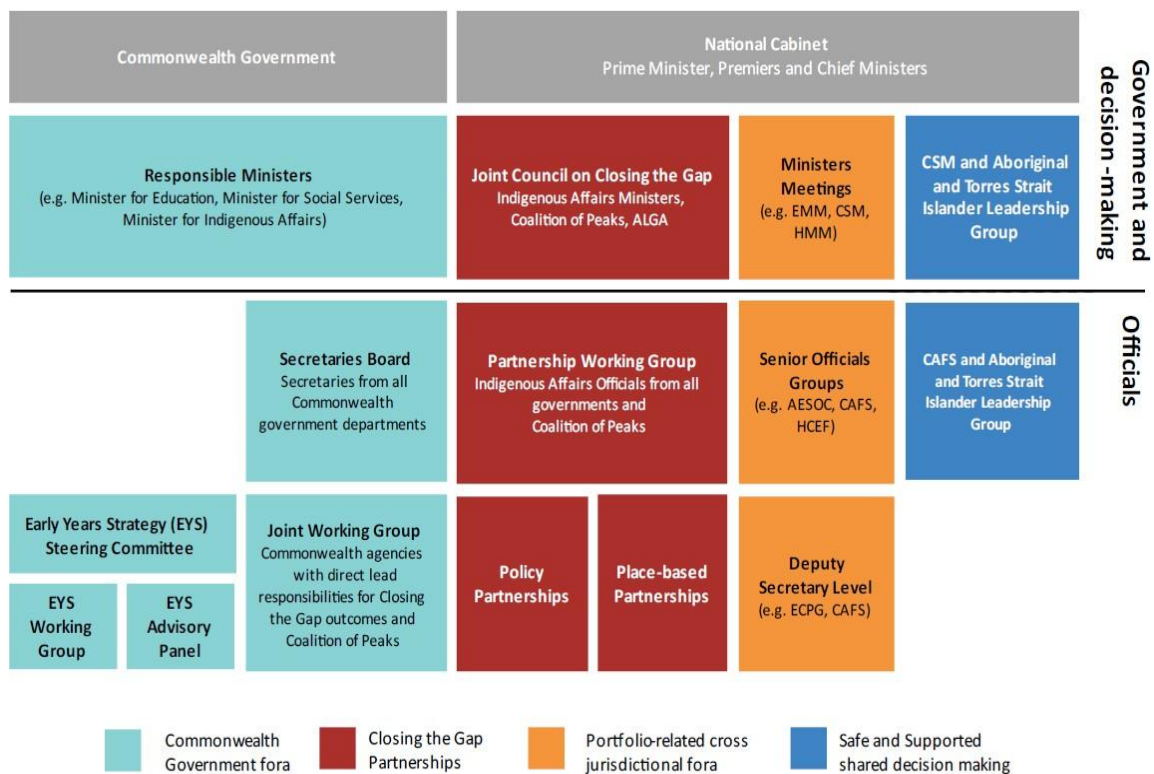 Commonwealth Government
National Cabinet
Prime Minister, Premiers and Chief Ministers
Government and
decision -making
Responsible Ministers
(e.g. Minister for Education, Minister for Social Services,
Minister for Indigenous Affairs)
Joint Council on Closing the Gap
Indigenous Affairs Ministers,
Coalition of Peaks, ALGA
Ministers
Meetings
(e.g. EMM, CSM,
HMM)
CSM and Aboriginal
and Torres Strait
Islander Leadership
Group
Officials
Secretaries Board
Secretaries from all
Commonwealth
government departments
Partnership Working Group
Indigenous Affairs Officials from all
governments and
Coalition of Peaks
Senior Officials
Groups
(e.g. AESOC, CAFS,
HCEF)
CAFS and Aboriginal
and Torres Strait
Islander Leadership
Group
Early Years Strategy (EYS)
Steering Committee
EYS
Working
Group
EYS
Advisory
Panel
Joint Working Group
Commonwealth agencies
with direct lead
responsibilities for Closing
the Gap outcomes and
Coalition of Peaks
Policy
Partnerships
Place-based
Partnerships
Deputy
Secretary Level
(e.g. ECPG, CAFS)
Commonwealth
Government fora
Closing the Gap
Partnerships
Portfolio-related cross
jurisdictional fora
Safe and Supported
shared decision making